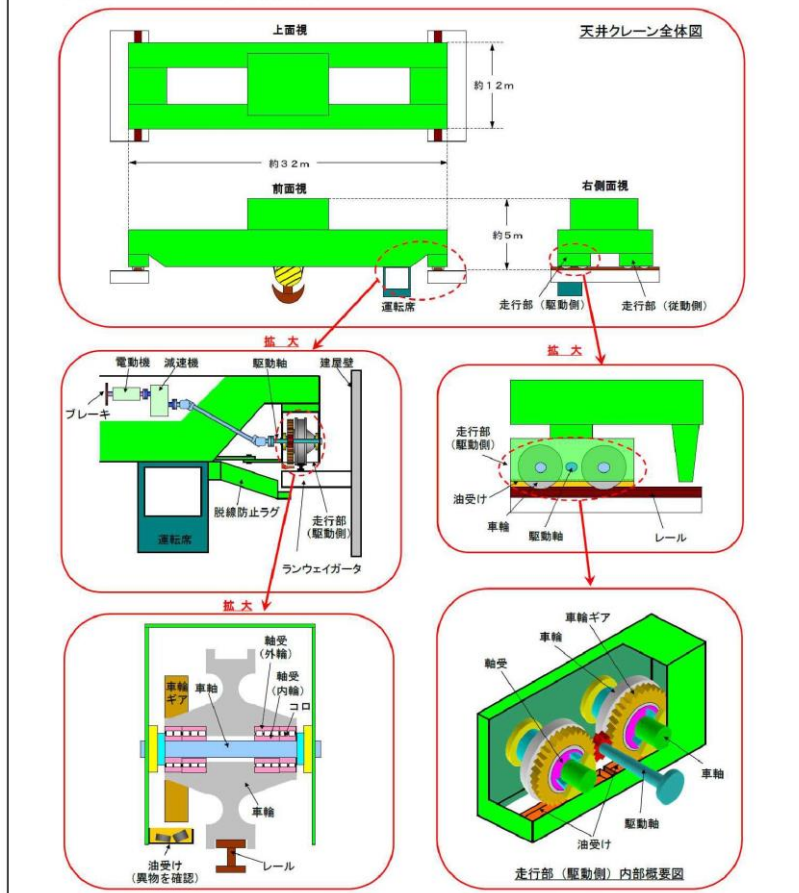 天井クレーン全体図
上面視
約12m
約32m
前面視
右側面視
約5m
運転席
走行部(駆動側)
走行部(従動側)
拡 大
拡 大
電動機
減速機
駆動軸
建屋壁
ブレーキ
脱線防止ラグ
走行部
(駆動側)
運転席
ランウェイガータ
走行部
(駆動側)
油受け
車輪
駆動軸
レール
拡 大
軸受
(外輪)
軸受
(内輪)
コロ
車輪
ギア
車軸
車輪
油受け
(異物を確認)
レール
車輪ギア
車輪
軸受
車軸
駆動軸
油受け
走行部(駆動側)内部概要図